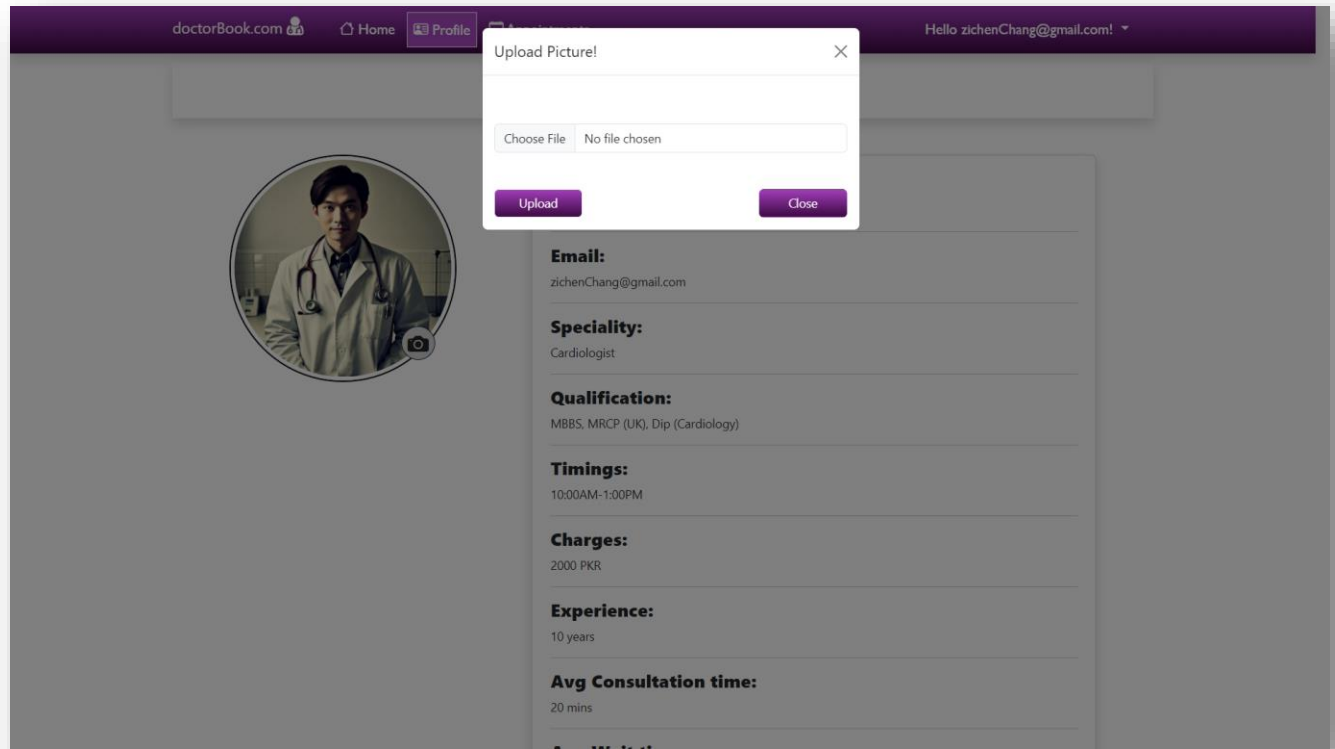 doctorBook.com Home Profile Hello zichenChang@gmail.com!
Upload Picture!
Choose File No file chosen
Upload Close
Email:
zichenChang@gmail.com
Speciality:
Cardiologist
Qualification:
MBBS, MRCP (UK), Dip (Cardiology)
Timings:
10:00AM-1:00PM
Charges:
2000 PKR
Experience:
10 years
Avg Consultation time:
20 mins